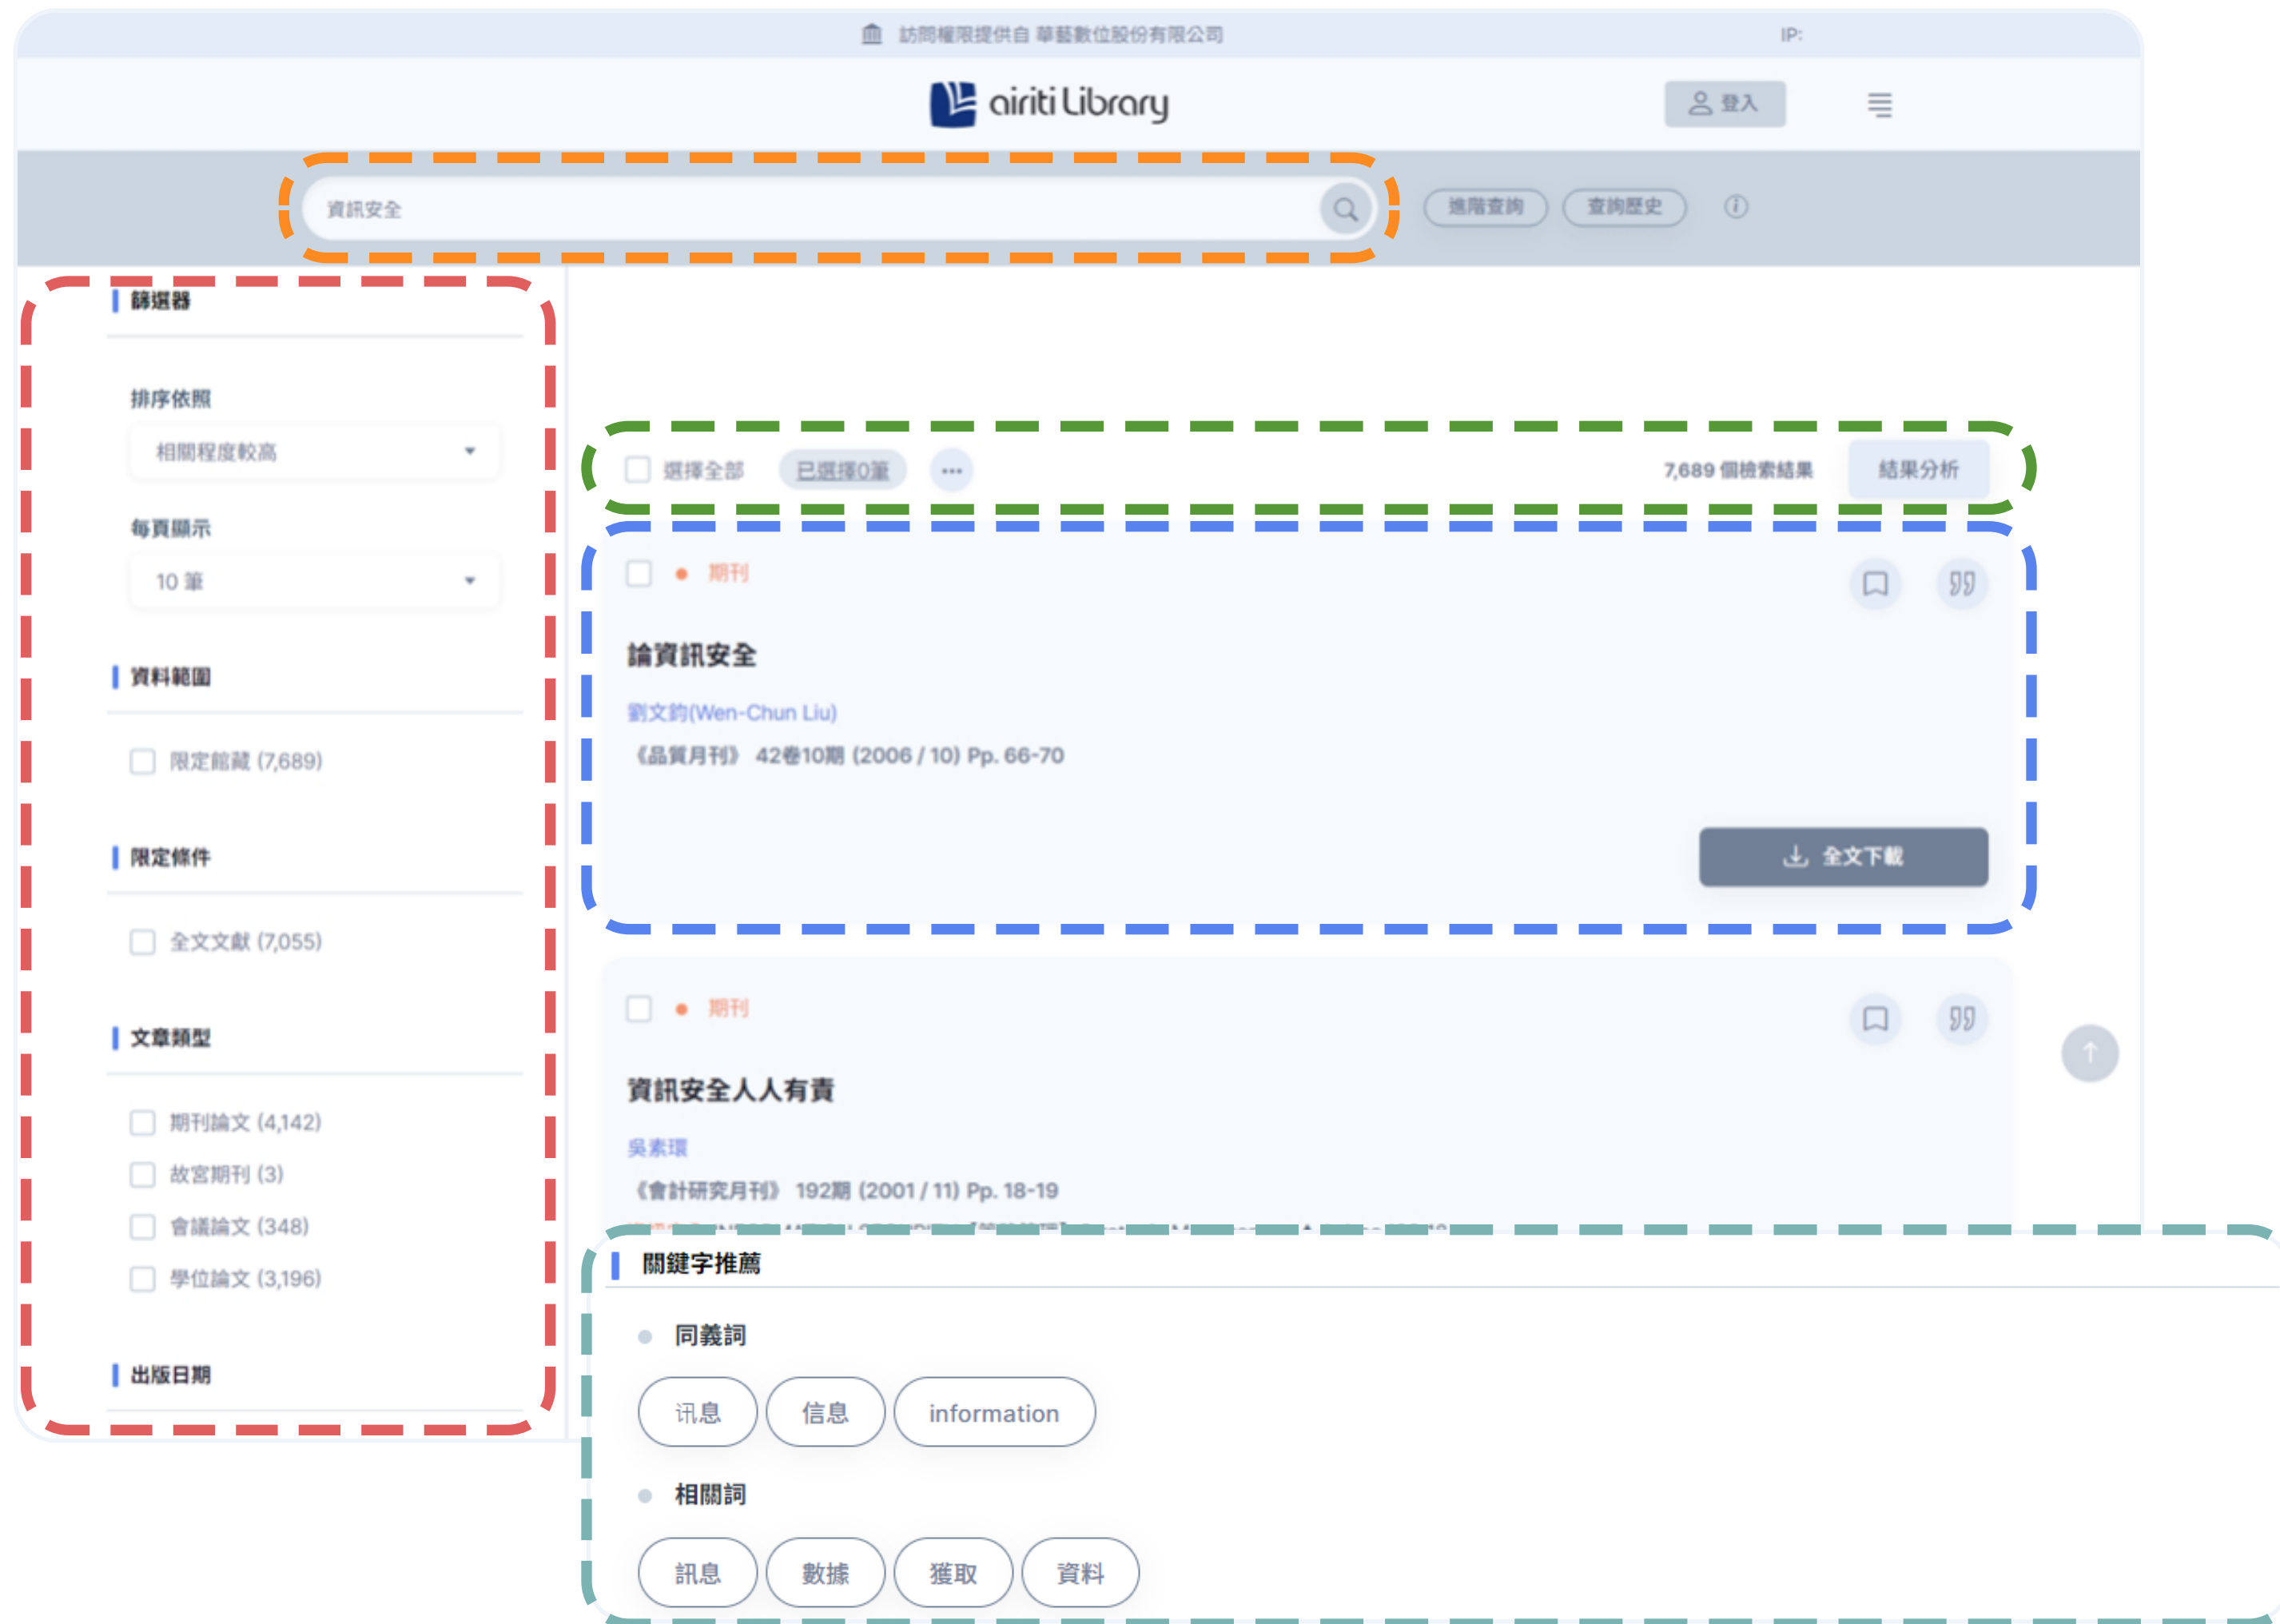 訪問權限提供自 華藝數位股份有限公司
IP:
airiti Library
登入
資訊安全
進階查詢
查詢歷史
篩選器
排序依照
相關程度較高
每頁顯示
10 筆
資料範圍
限定館藏 (7,689)
限定條件
全文文獻 (7,055)
文章類型
期刊論文 (4,142)
故宮期刊 (3)
會議論文 (348)
學位論文 (3,196)
出版日期
選擇全部
已選擇0筆
7,689 個檢索結果
結果分析
期刊
論資訊安全
劉文鈞(Wen-Chun Liu)
《品質月刊》 42卷10期 (2006 / 10) Pp. 66-70
全文下載
期刊
資訊安全人人有責
吳素環
《會計研究月刊》 192期 (2001 / 11) Pp. 18-19
關鍵字推薦
同義詞
讯息
信息
information
相關詞
訊息
數據
獲取
資料